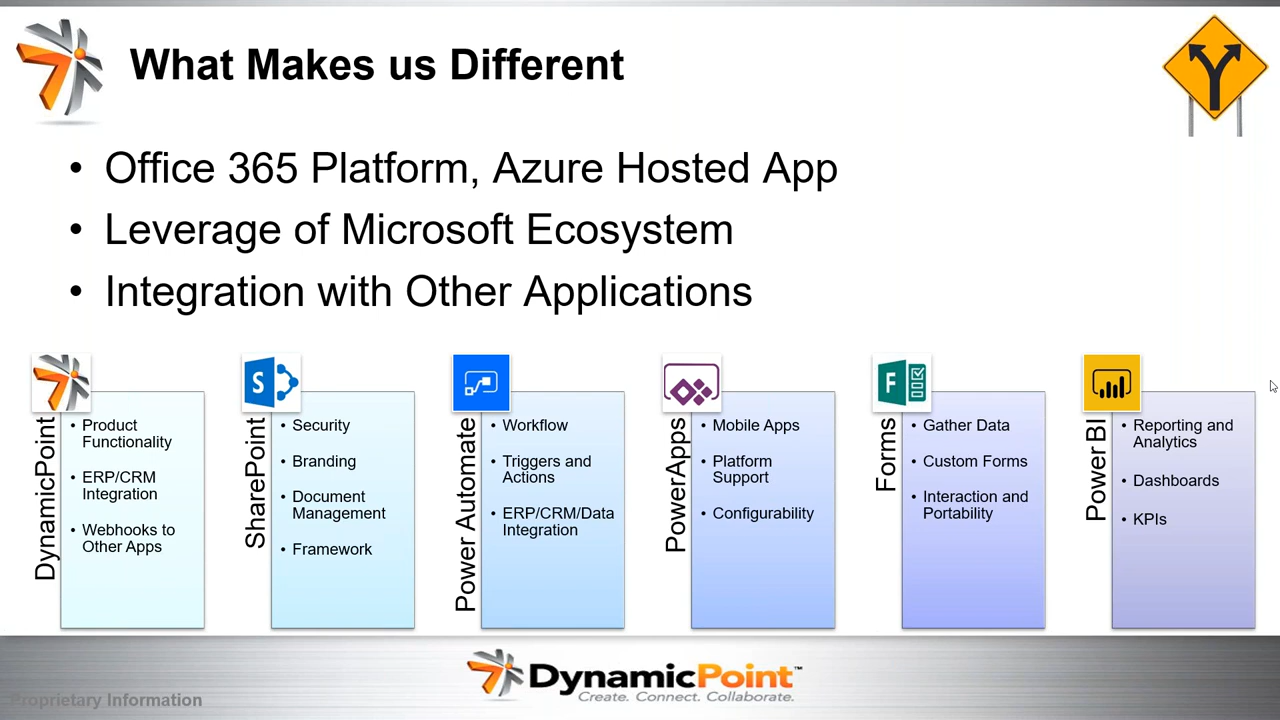 What Makes us Different
• Office 365 Platform, Azure Hosted App
• Leverage of Microsoft Ecosystem
• Integration with Other Applications
DynamicPoint
• Product
Functionality
• ERP/CRM
Integration
• Webhooks to
Other Apps
S
SharePoint
• Security
• Branding
• Document
Management
• Framework
Power Automate
• Workflow
• Triggers and
Actions
• ERP/CRM/Data
Integration
PowerApps
• Mobile Apps
• Platform
Support
• Configurability
F
Forms
• Gather Data
• Custom Forms
• Interaction and
Portability
Power BI
• Reporting and
Analytics
• Dashboards
• KPIs
DynamicPoint™
Create. Connect. Collaborate.
Proprietary Information